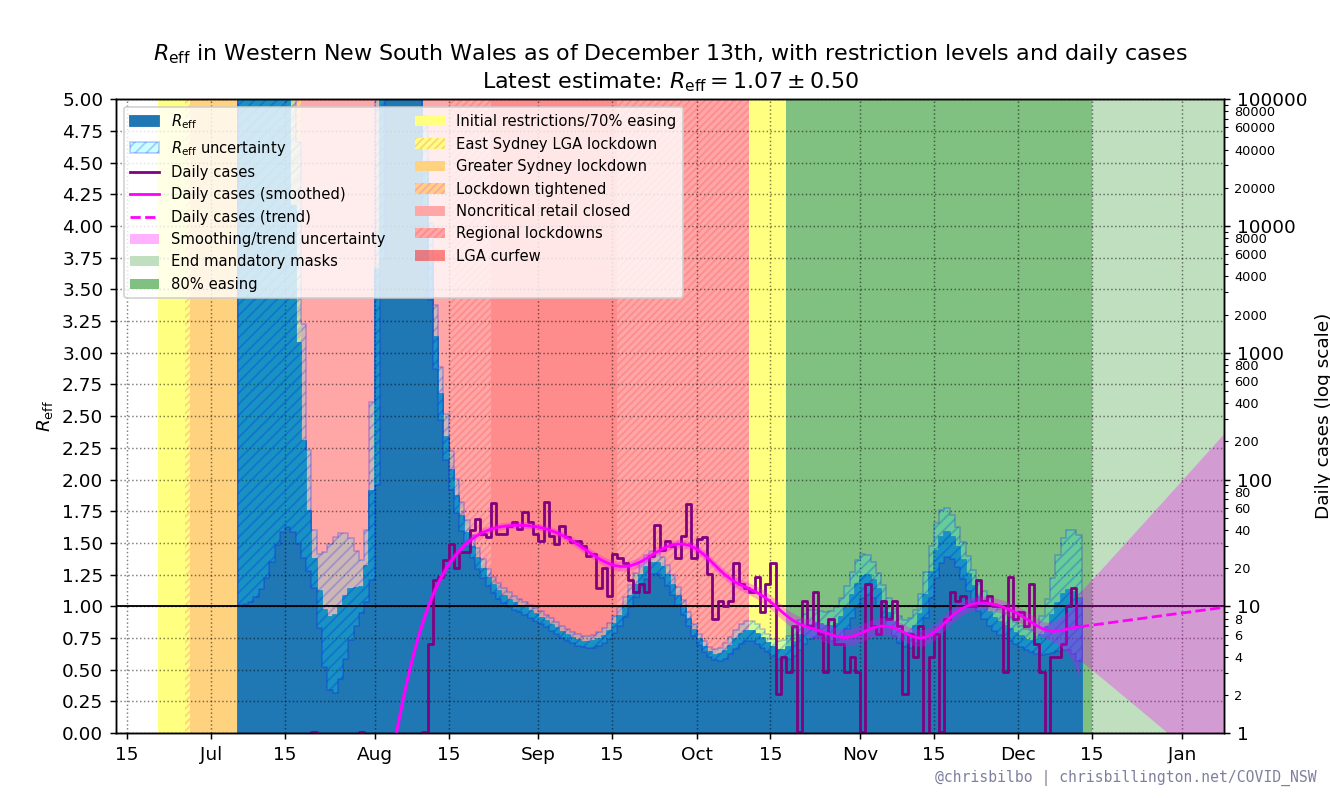 R_eff in Western New South Wales as of December 13th, with restriction levels and daily cases
Latest estimate: R_eff = 1.07 ± 0.50
R_eff
R_eff uncertainty
Daily cases
Daily cases (smoothed)
Daily cases (trend)
Smoothing/trend uncertainty
End mandatory masks
80% easing
Initial restrictions/70% easing
East Sydney LGA lockdown
Greater Sydney lockdown
Lockdown tightened
Noncritical retail closed
Regional lockdowns
LGA curfew
R_eff
5.00
4.75
4.50
4.25
4.00
3.75
3.50
3.25
3.00
2.75
2.50
2.25
2.00
1.75
1.50
1.25
1.00
0.75
0.50
0.25
0.00
100000
80000
60000
40000
20000
10000
8000
6000
4000
2000
1000
800
600
400
200
100
80
60
40
20
10
8
6
4
2
1
Daily cases (log scale)
15 Jul 15 Aug 15 Sep 15 Oct 15 Nov 15 Dec 15 Jan
@chrisbilbo | chrisbillington.net/COVID_NSW